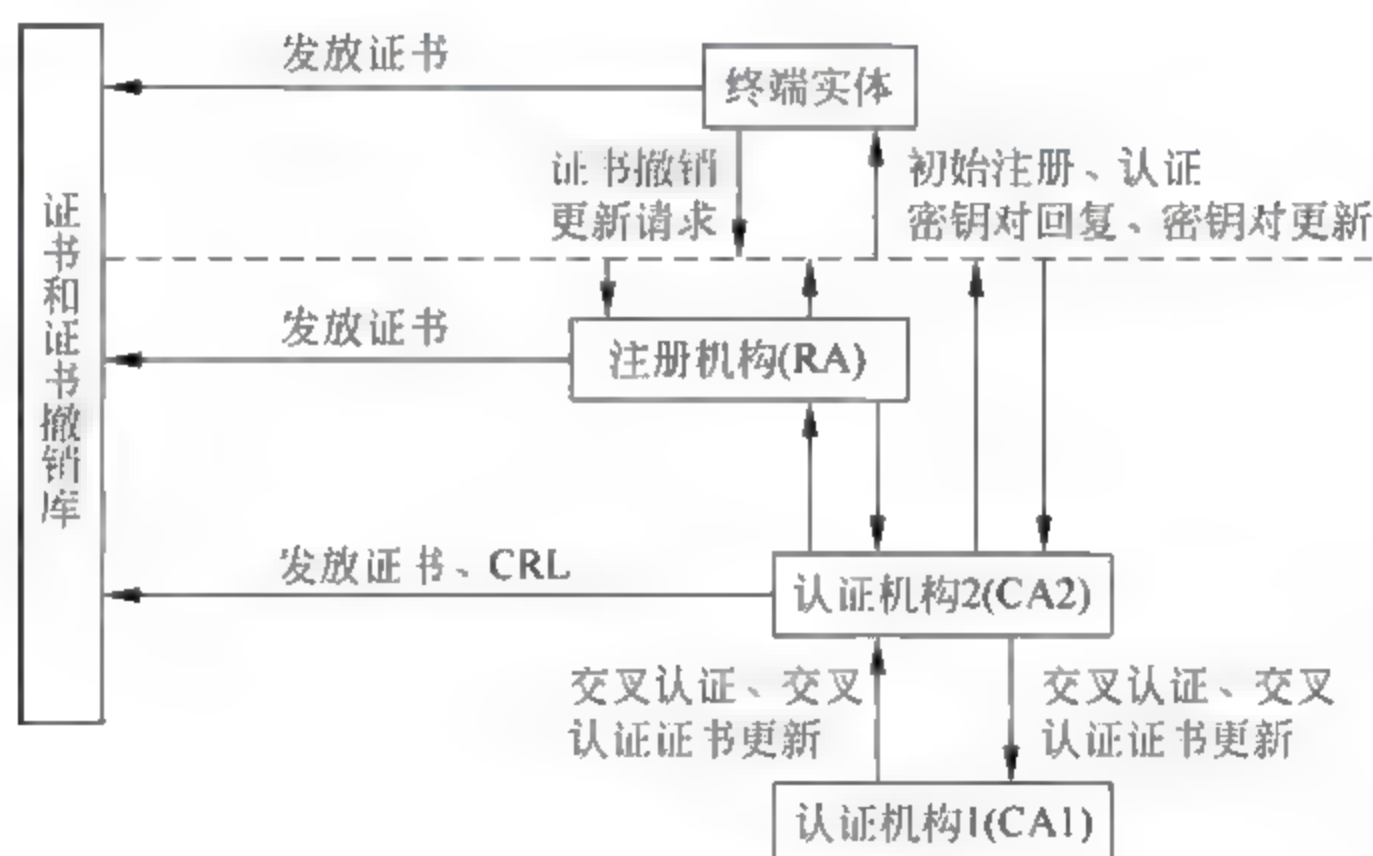 发放证书
终端实体
证书撤销
更新请求
初始注册、认证
密钥对回复、密钥对更新
证书和证书撤销库
发放证书
注册机构(RA)
发放证书、CRL
认证机构2(CA2)
交叉认证、交叉
认证证书更新
交叉认证、交叉
认证证书更新
认证机构1(CA1)